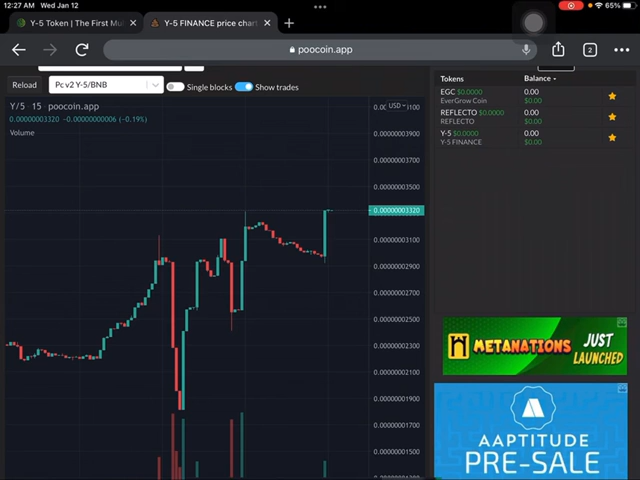 12:27 AM Wed Jan 12
65%
Y-5 Token | The First Mul
Y-5 FINANCE price chart
poocoin.app
2
Reload
Pc v2 Y-5/BNB
Single blocks
Show trades
Y/5 · 15 · poocoin.app
0.00000003320 −0.00000000006 (−0.19%)
Volume
USD
0.00000003900
0.00000003700
0.00000003500
0.00000003320
0.00000003100
0.00000002900
0.00000002700
0.00000002500
0.00000002300
0.00000002100
0.00000001900
0.00000001700
0.00000001500
Tokens
Balance
EGC $0.0000
EverGrow Coin
0.00
$0.00
REFLECTO $0.0000
REFLECTO
0.00
$0.00
Y-5 $0.0000
Y-5 FINANCE
0.00
$0.00
METANATIONS
JUST
LAUNCHED
AAPTITUDE
PRE-SALE